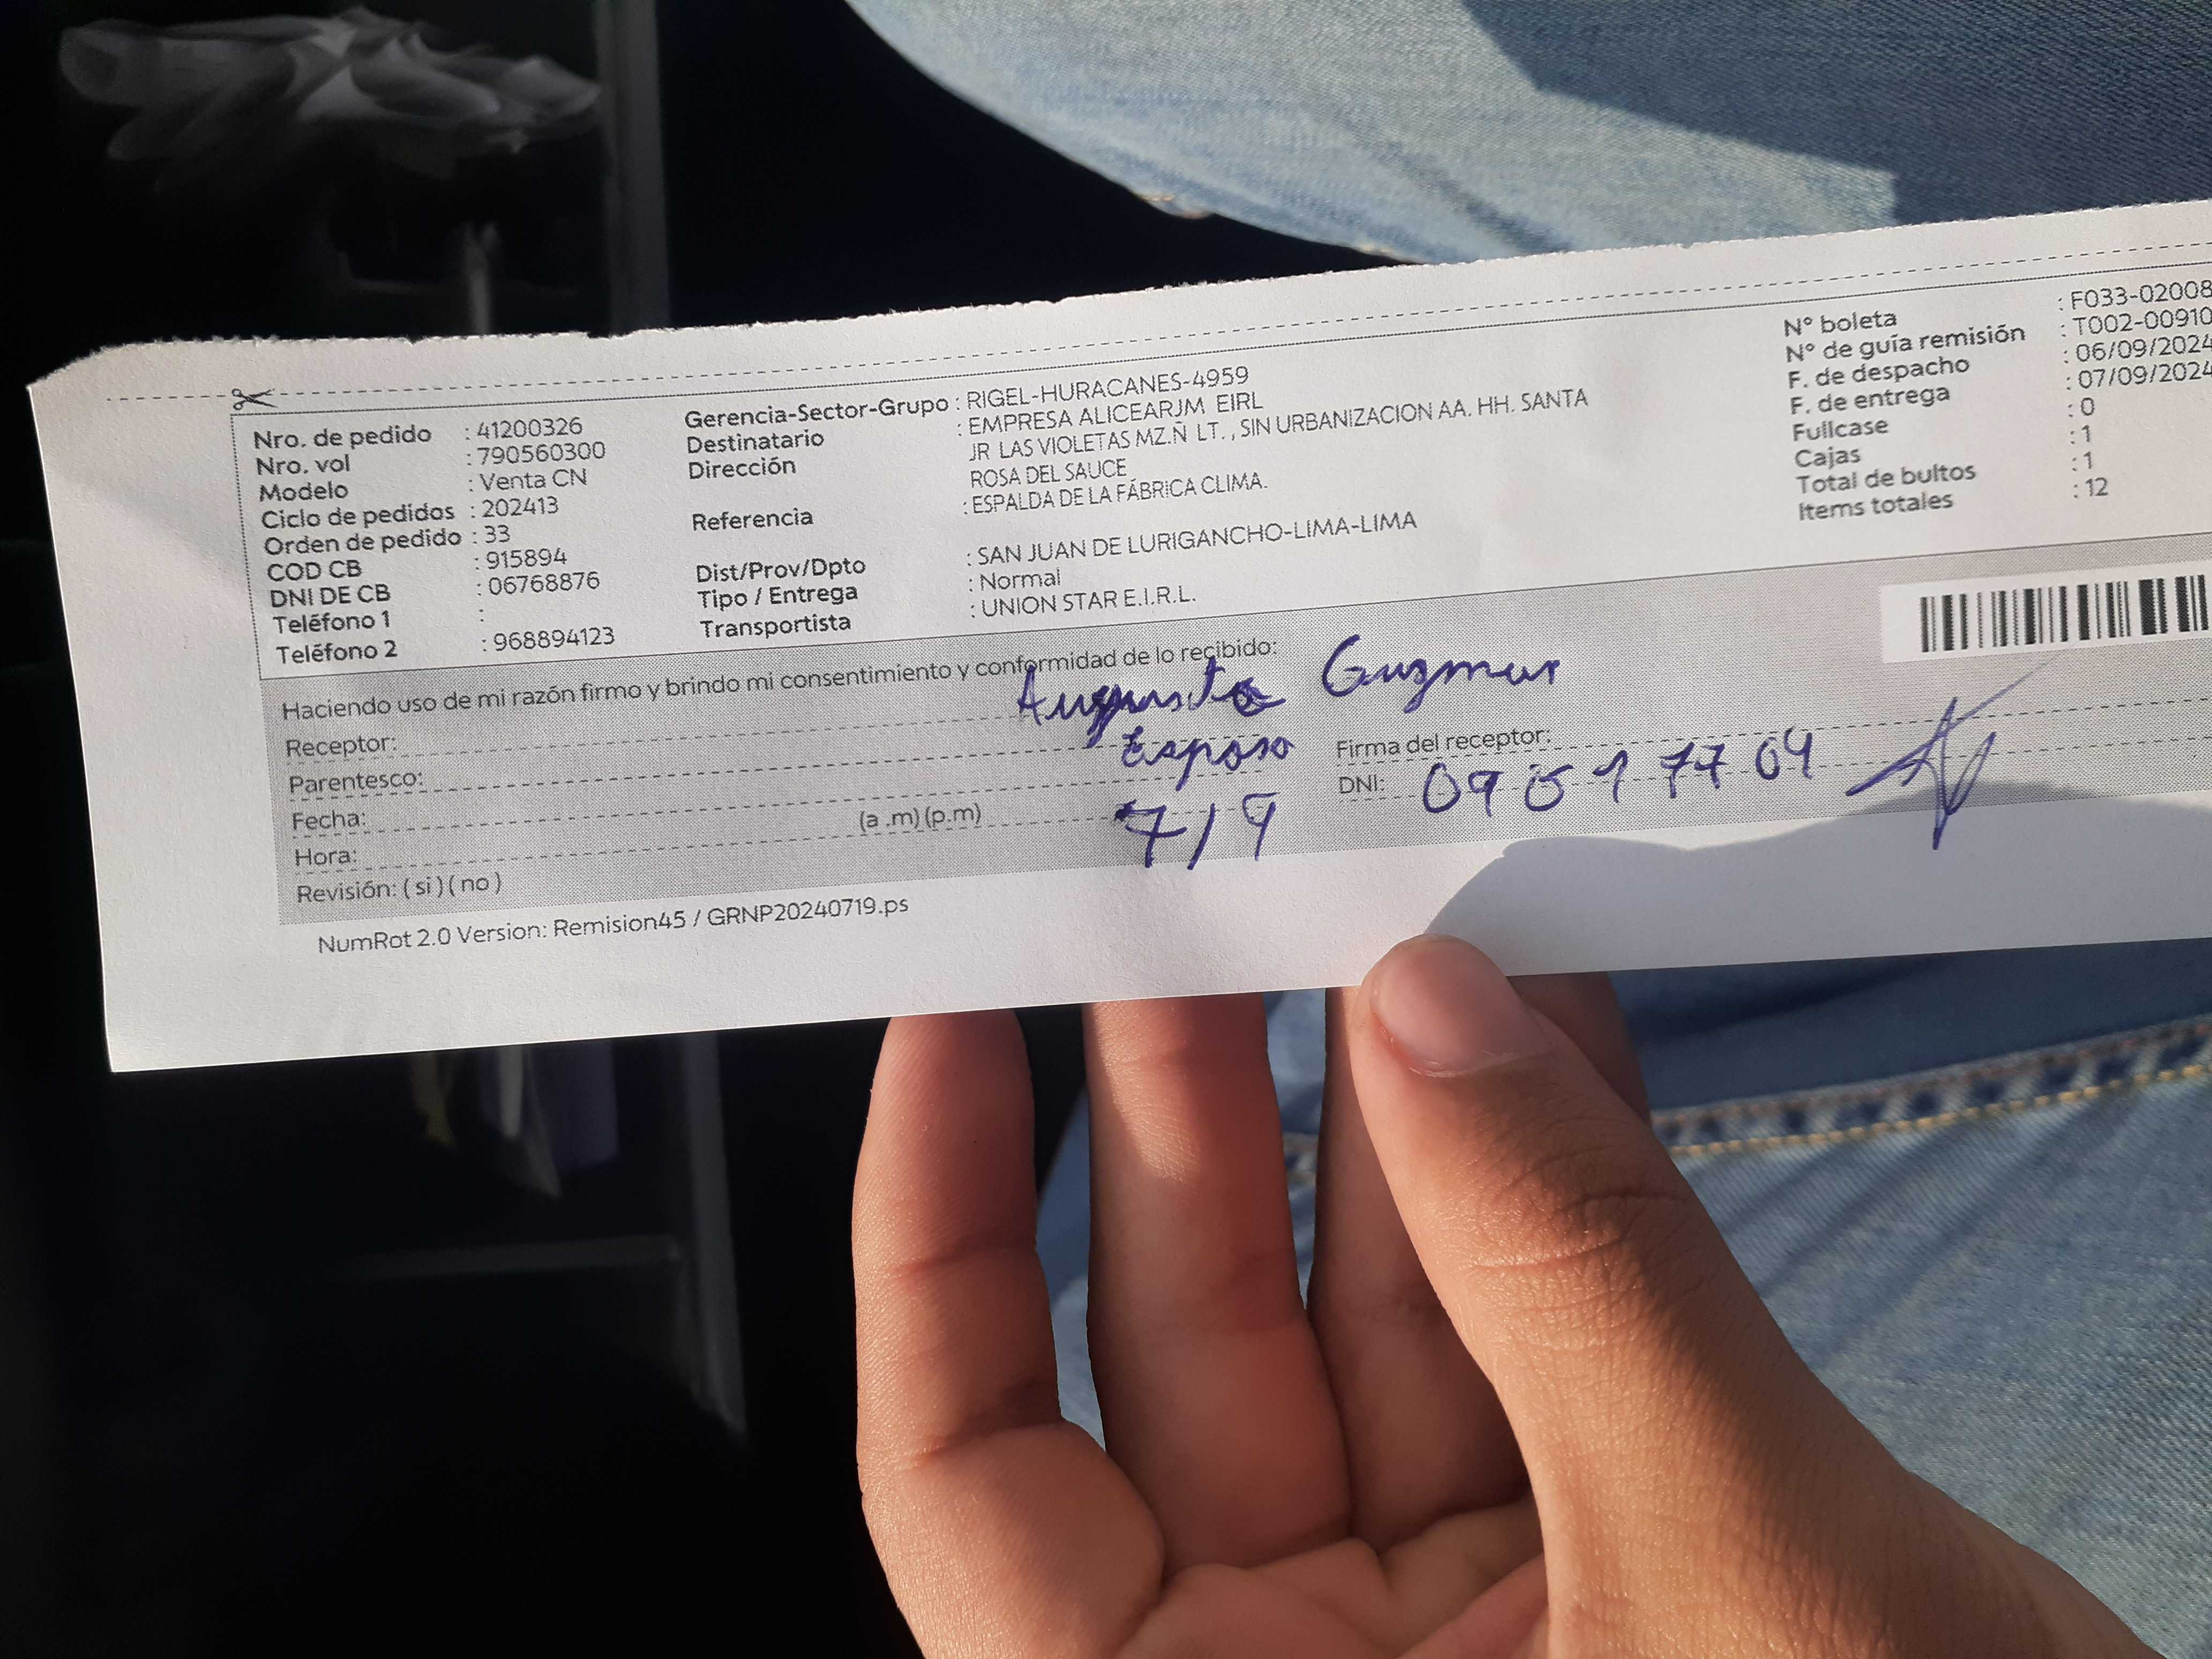 Nro. de pedido : 41200326
Nro. vol : 790560300
Modelo : Venta CN
Ciclo de pedidos : 202413
Orden de pedido : 33
COD CB : 915894
DNI DE CB : 06768876
Teléfono 1 :
Teléfono 2 : 968894123
Gerencia-Sector-Grupo : RIGEL-HURACANES-4959
Destinatario : EMPRESA ALICEARJM EIRL
Dirección JR LAS VIOLETAS MZ.Ñ LT. , SIN URBANIZACION AA. HH. SANTA
ROSA DEL SAUCE
Referencia : ESPALDA DE LA FÁBRICA CLIMA.
Dist/Prov/Dpto : SAN JUAN DE LURIGANCHO-LIMA-LIMA
Tipo / Entrega : Normal
Transportista : UNION STAR E.I.R.L.
N° boleta : F033-02008
N° de guía remisión : T002-00910
F. de despacho : 06/09/2024
F. de entrega : 07/09/2024
Fullcase : 0
Cajas : 1
Total de bultos : 1
Items totales : 12
Haciendo uso de mi razón firmo y brindo mi consentimiento y conformidad de lo recibido:
Receptor: Augusto Guzman
Parentesco: Esposo
Fecha: 7/9
Hora: (a .m) (p.m)
Revisión: ( si ) ( no )
Firma del receptor:
DNI:
NumRot 2.0 Version: Remision45 / GRNP20240719.ps